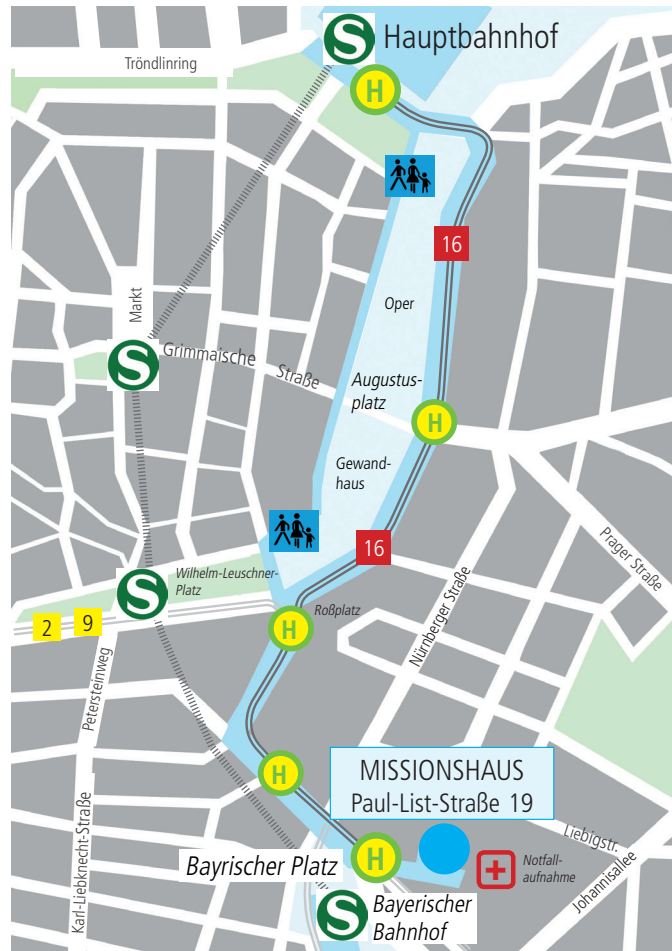 S
Hauptbahnhof
Tröndlinring
H
16
Oper
Markt
S
Grimmaische Straße
Augustus-
platz
H
Gewand-
haus
16
Prager Straße
Nürnberger Straße
Wilhelm-Leuschner-
Platz
S
2
9
Roßplatz
H
Petersteinweg
H
MISSIONSHAUS
Paul-List-Straße 19
Liebigstr.
Johannisallee
Karl-Liebknecht-Straße
Bayrischer Platz
H
Notfall-
aufnahme
S
Bayerischer
Bahnhof